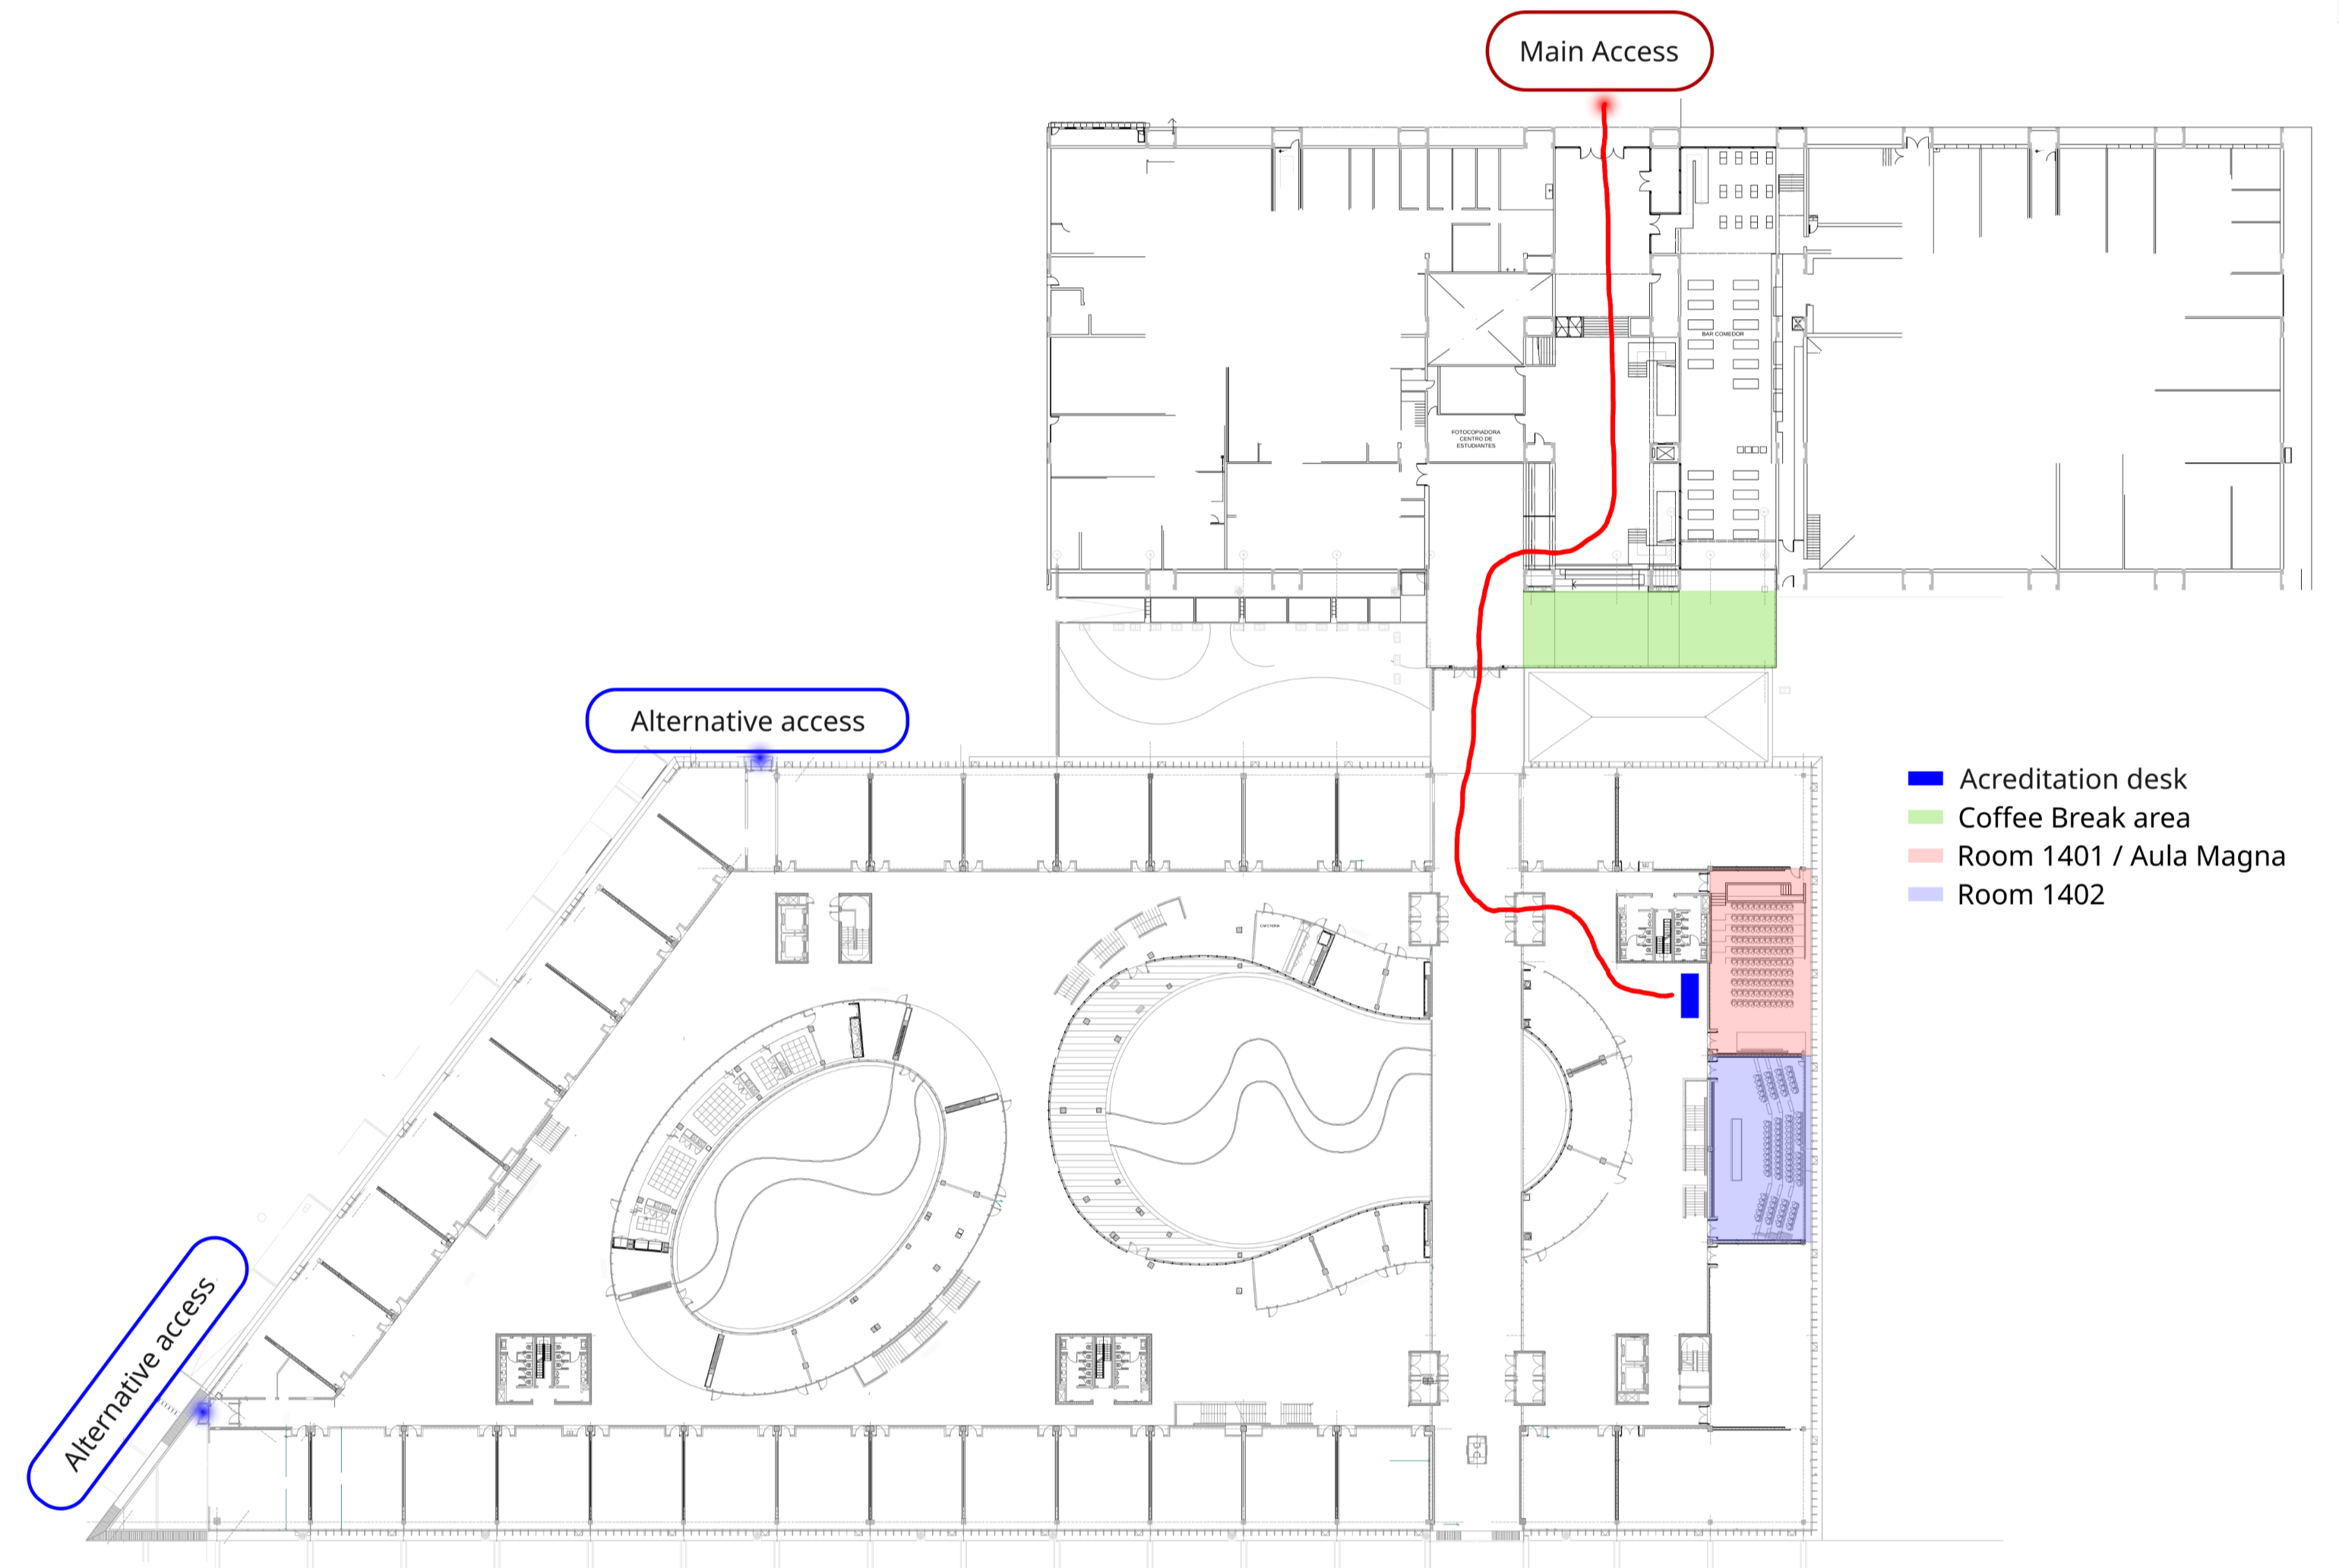 Main Access
BAR COMEDOR
FOTOCOPIADORA
CENTRO DE
ESTUDIANTES
Alternative access
Acreditation desk
Coffee Break area
Room 1401 / Aula Magna
Room 1402
CAFETERIA
Alternative access